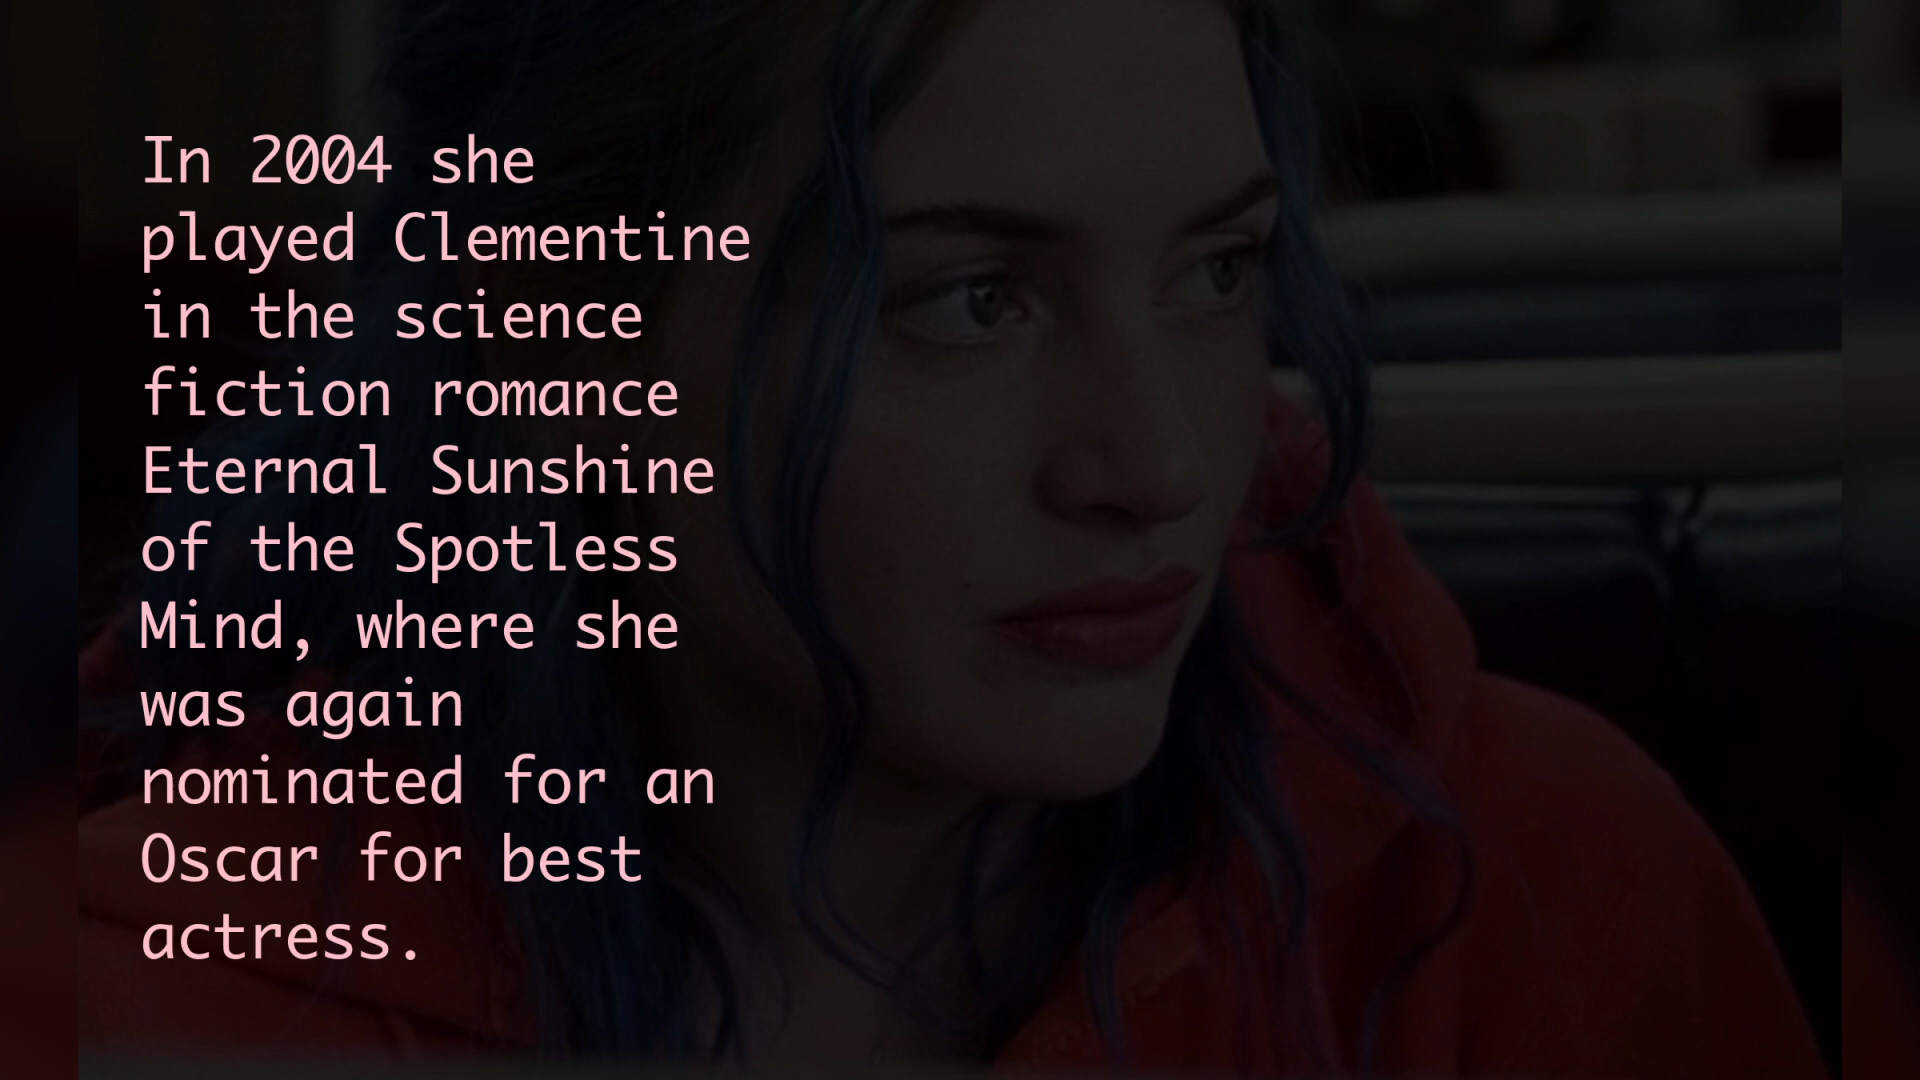 In 2004 she
played Clementine
in the science
fiction romance
Eternal Sunshine
of the Spotless
Mind, where she
was again
nominated for an
Oscar for best
actress.